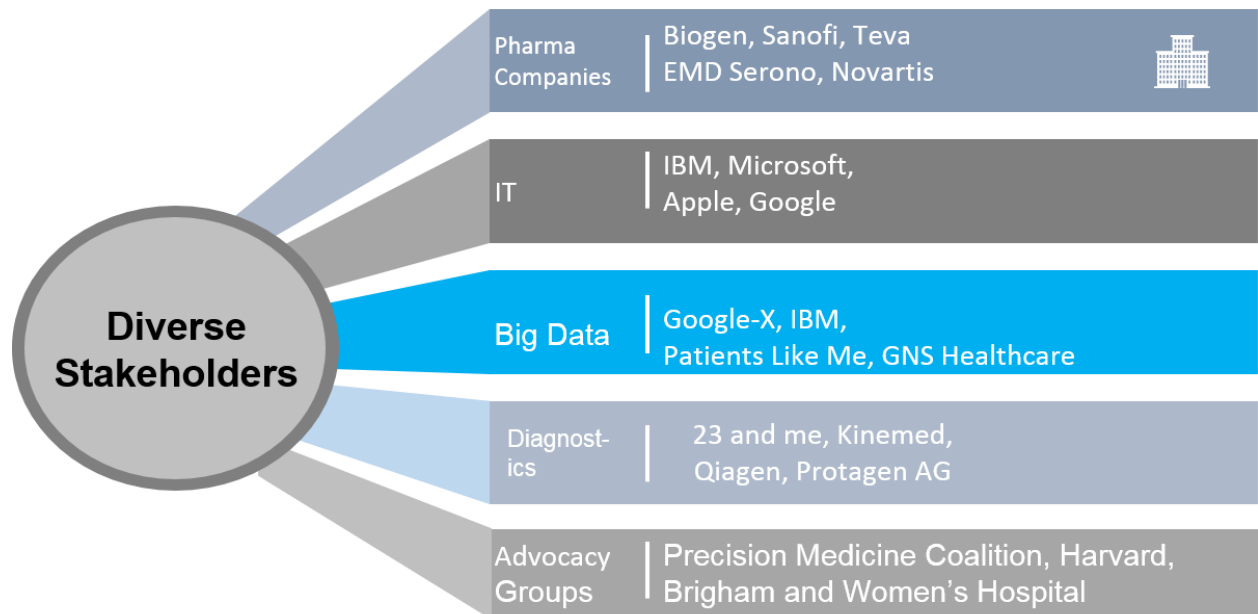 Diverse
Stakeholders
Pharma
Companies
Biogen, Sanofi, Teva
EMD Serono, Novartis
IT
IBM, Microsoft,
Apple, Google
Big Data
Google-X, IBM,
Patients Like Me, GNS Healthcare
Diagnost-
ics
23 and me, Kinemed,
Qiagen, Protagen AG
Advocacy
Groups
Precision Medicine Coalition, Harvard,
Brigham and Women’s Hospital